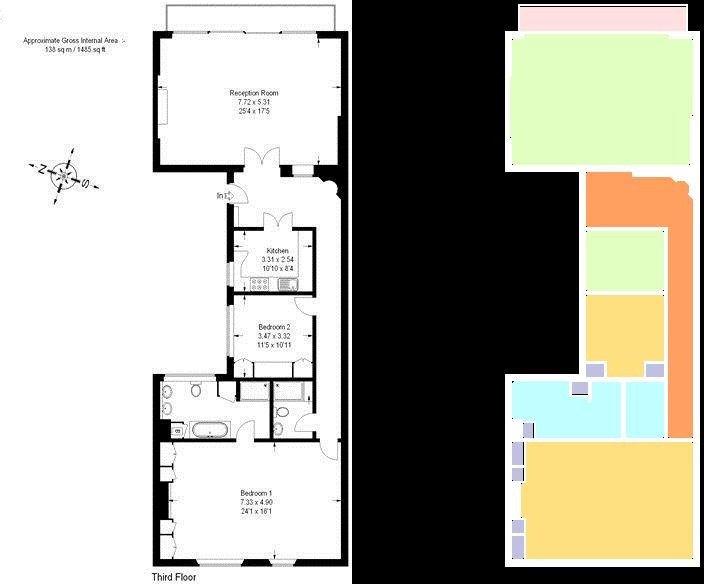 Approximate Gross Internal Area :-
138 sq m / 1485 sq ft
Reception Room
7.72 x 5.31
25'4 x 17'5
N
S
In
Kitchen
3.31 x 2.54
10'10 x 8'4
Bedroom 2
3.47 x 3.32
11'5 x 10'11
Bedroom 1
7.33 x 4.90
24'1 x 16'1
Third Floor